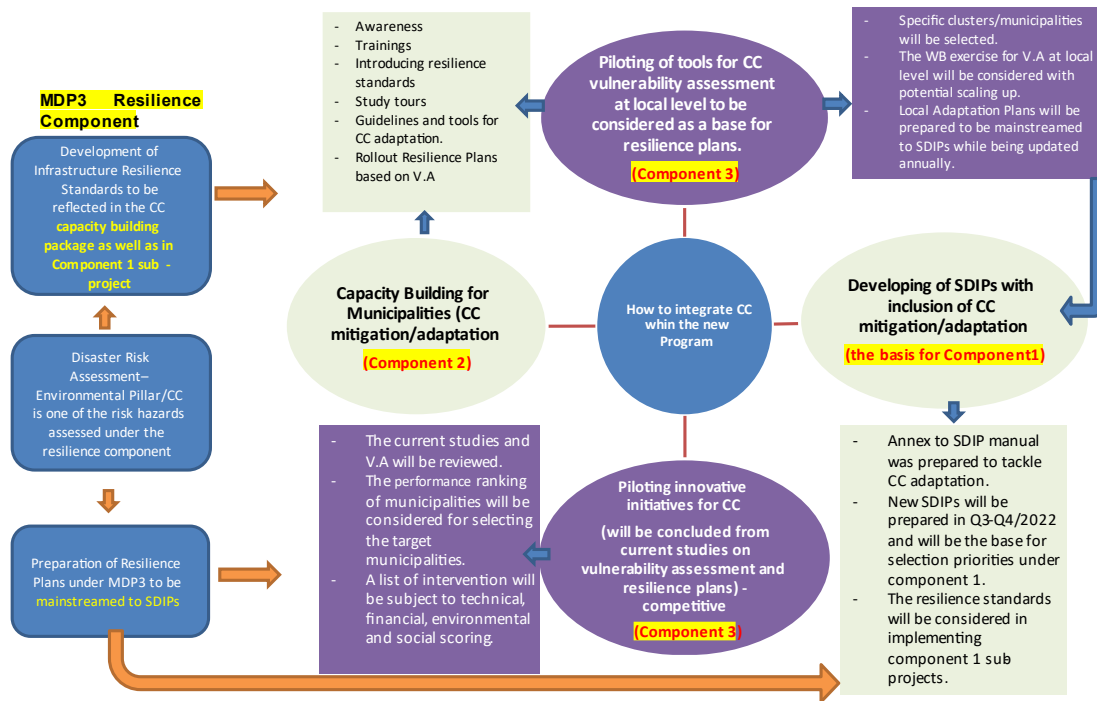 MDP3 Resilience
Component
Development of
Infrastructure Resilience
Standards to be
reflected in the CC
capacity building
package as well as in
Component 1 sub -
project
Disaster Risk
Assessment–
Environmental Pillar/CC
is one of the risk hazards
assessed under the
resilience component
Preparation of Resilience
Plans under MDP3 to be
mainstreamed to SDIPs
- Awareness
- Trainings
- Introducing resilience
standards
- Study tours
- Guidelines and tools for
CC adaptation.
- Rollout Resilience Plans
based on V.A
Piloting of tools for CC
vulnerability assessment
at local level to be
considered as a base for
resilience plans.
(Component 3)
- Specific clusters/municipalities
will be selected.
- The WB exercise for V.A at local
level will be considered with
potential scaling up.
- Local Adaptation Plans will be
prepared to be mainstreamed
to SDIPs while being updated
annually.
Capacity Building for
Municipalities (CC
mitigation/adaptation
(Component 2)
How to integrate CC
whin the new
Program
Developing of SDIPs with
inclusion of CC
mitigation/adaptation
(the basis for Component1)
- The current studies and
V.A will be reviewed.
- The performance ranking
of municipalities will be
considered for selecting
the target
municipalities.
- A list of intervention will
be subject to technical,
financial, environmental
and social scoring.
Piloting innovative
initiatives for CC
(will be concluded from
current studies on
vulnerability assessment and
resilience plans) -
competitive
(Component 3)
- Annex to SDIP manual
was prepared to tackle
CC adaptation.
- New SDIPs will be
prepared in Q3-Q4/2022
and will be the base for
selection priorities under
component 1.
- The resilience standards
will be considered in
implementing
component 1 sub
projects.